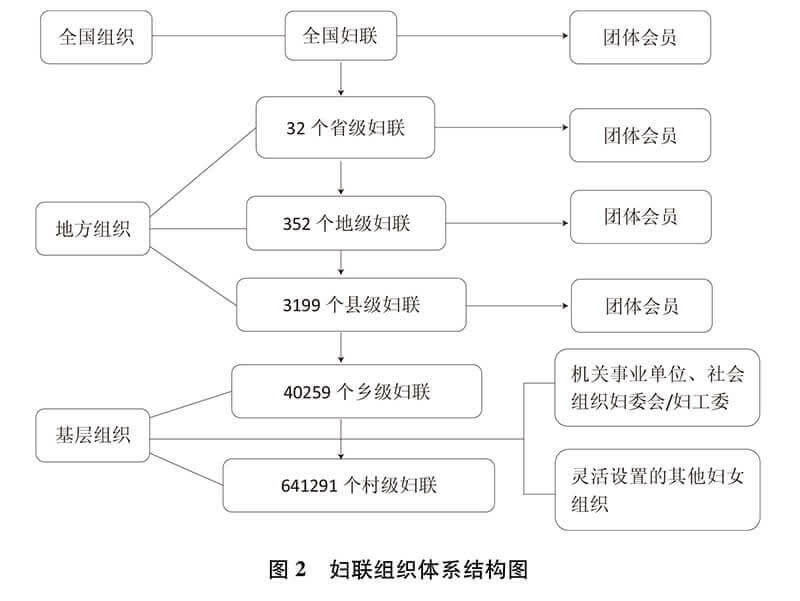 全国组织
全国妇联
团体会员
32 个省级妇联
团体会员
地方组织
352 个地级妇联
团体会员
3199 个县级妇联
团体会员
40259 个乡级妇联
机关事业单位、社会
组织妇委会/妇工委
基层组织
641291 个村级妇联
灵活设置的其他妇女
组织
图 2 妇联组织体系结构图